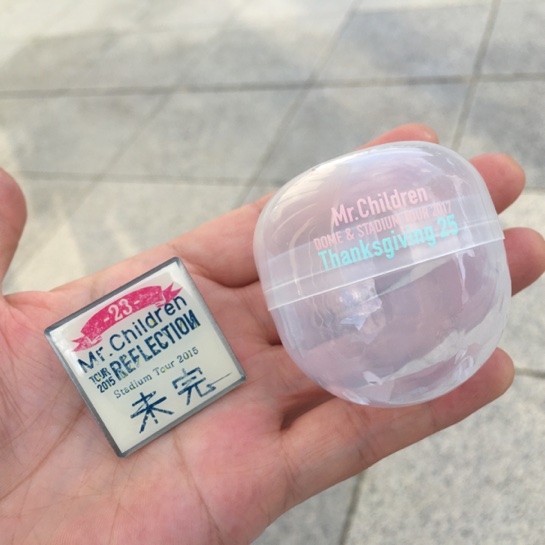 -23-
Mr.Children
TOUR 2015 REFLECTION
Stadium Tour 2015
未完
Mr.Children
DOME & STADIUM TOUR 2017
Thanksgiving 25